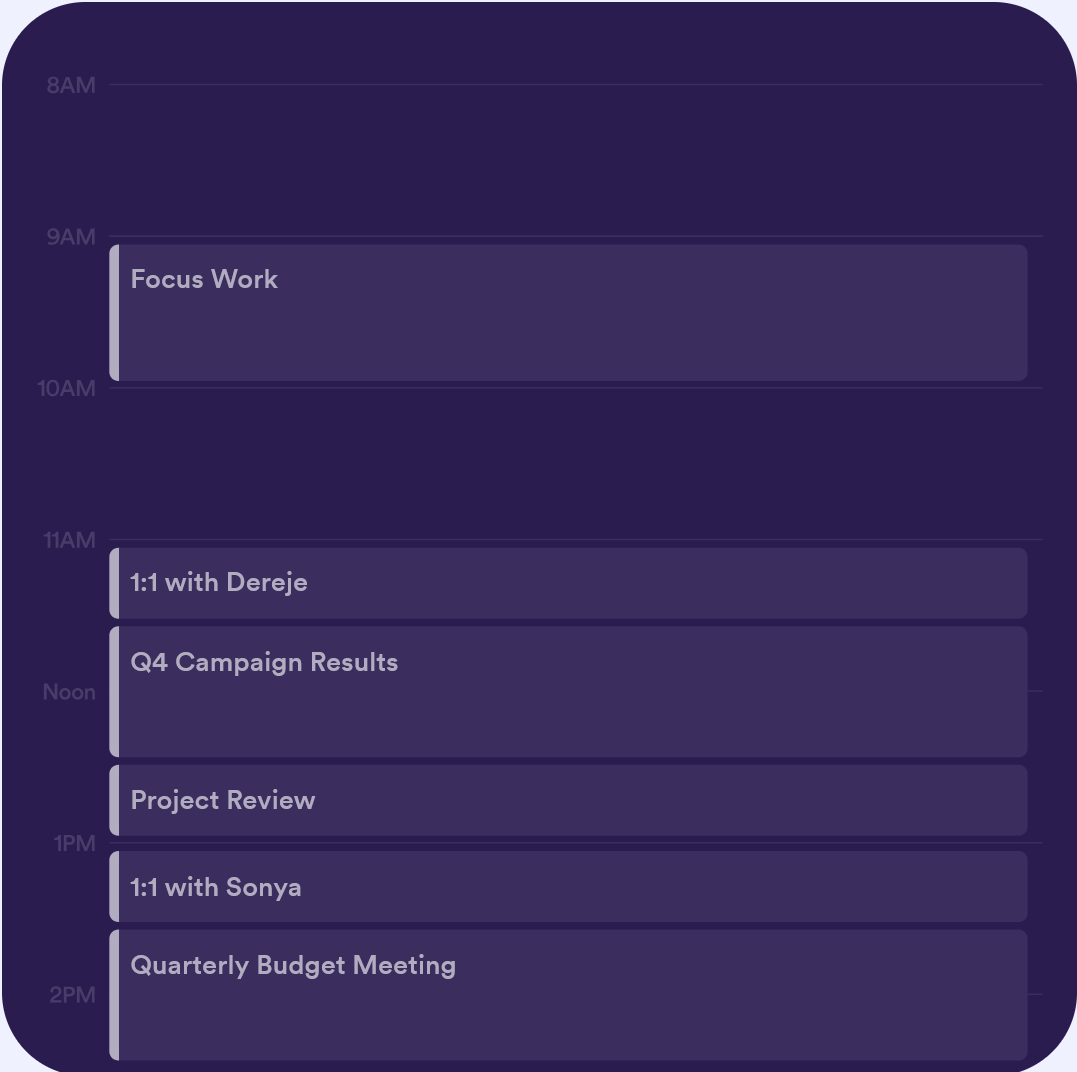 8AM
9AM
Focus Work
10AM
11AM
1:1 with Dereje
Q4 Campaign Results
Noon
Project Review
1PM
1:1 with Sonya
Quarterly Budget Meeting
2PM